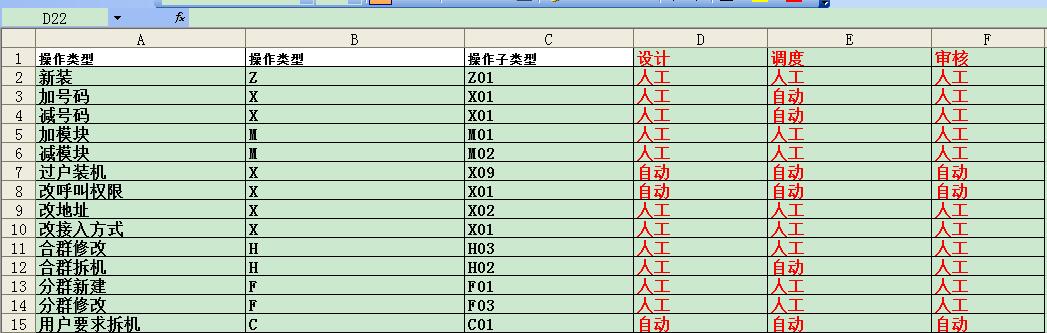 D22
fx
A B C D E F
1 操作类型 操作类型 操作子类型 设计 调度 审核
2 新装 Z Z01 人工 人工 人工
3 加号码 X X01 人工 自动 人工
4 减号码 X X01 人工 自动 人工
5 加模块 M M01 人工 人工 人工
6 减模块 M M02 人工 人工 人工
7 过户装机 X X09 自动 自动 自动
8 改呼叫权限 X X01 自动 自动 自动
9 改地址 X X02 人工 人工 人工
10 改接入方式 X X01 人工 人工 人工
11 合群修改 H H03 人工 人工 人工
12 合群拆机 H H02 人工 自动 人工
13 分群新建 F F01 人工 人工 人工
14 分群修改 F F03 人工 人工 人工
15 用户要求拆机 C C01 自动 自动 自动